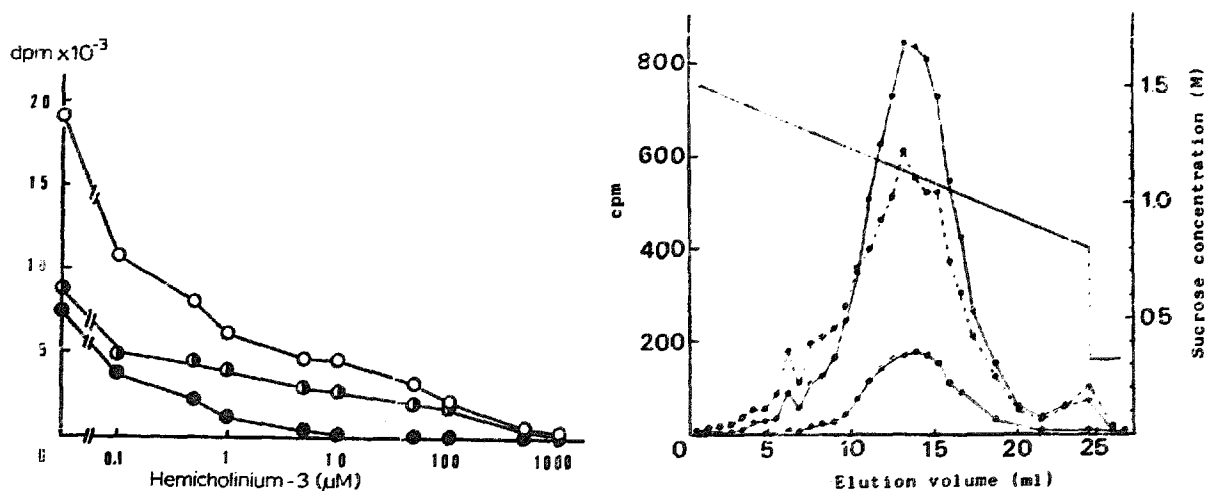 dpm x10⁻³
20
15
10
5
0
0.1 1 10 100 1000
Hemicholinium-3 (μM)
800
600
400
200
cpm
0 5 10 15 20 25
Elution volume (ml)
1.5
1.0
0.5
Sucrose concentration (M)